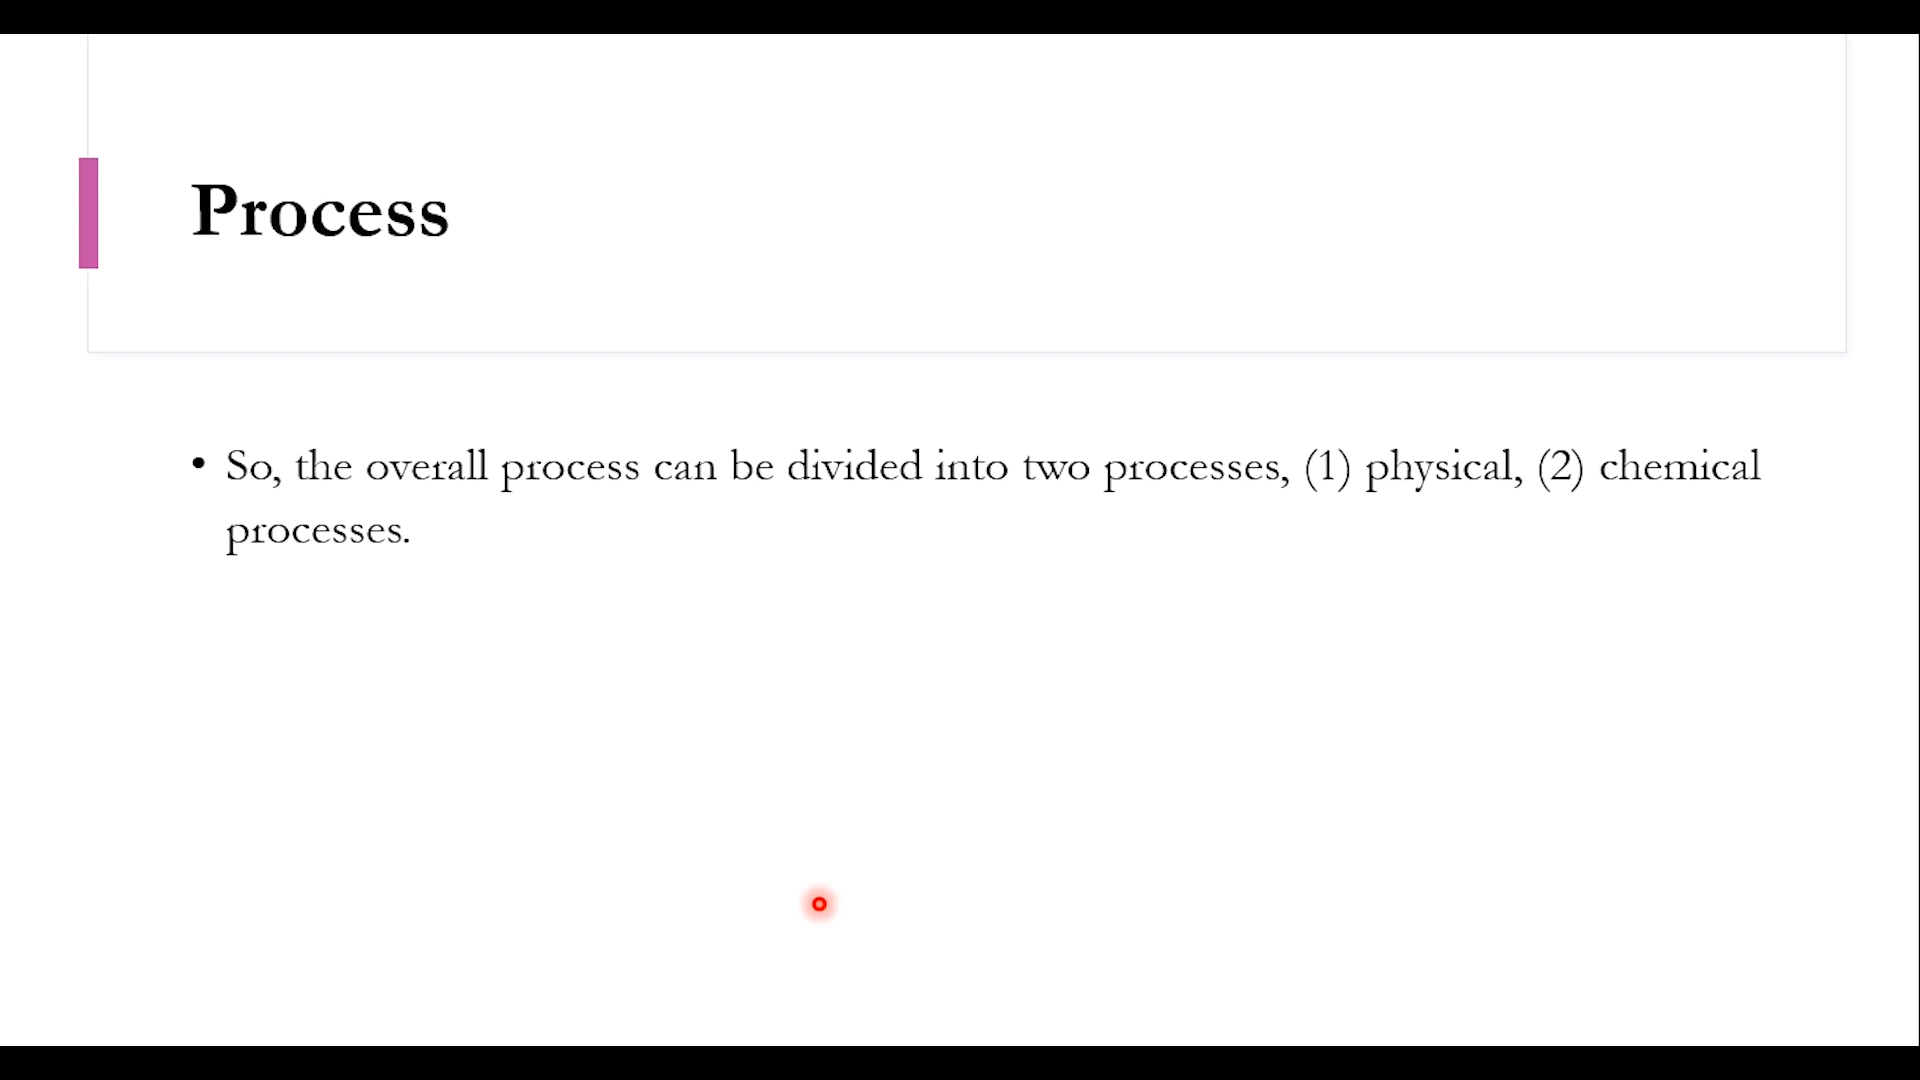 Process
• So, the overall process can be divided into two processes, (1) physical, (2) chemical
processes.